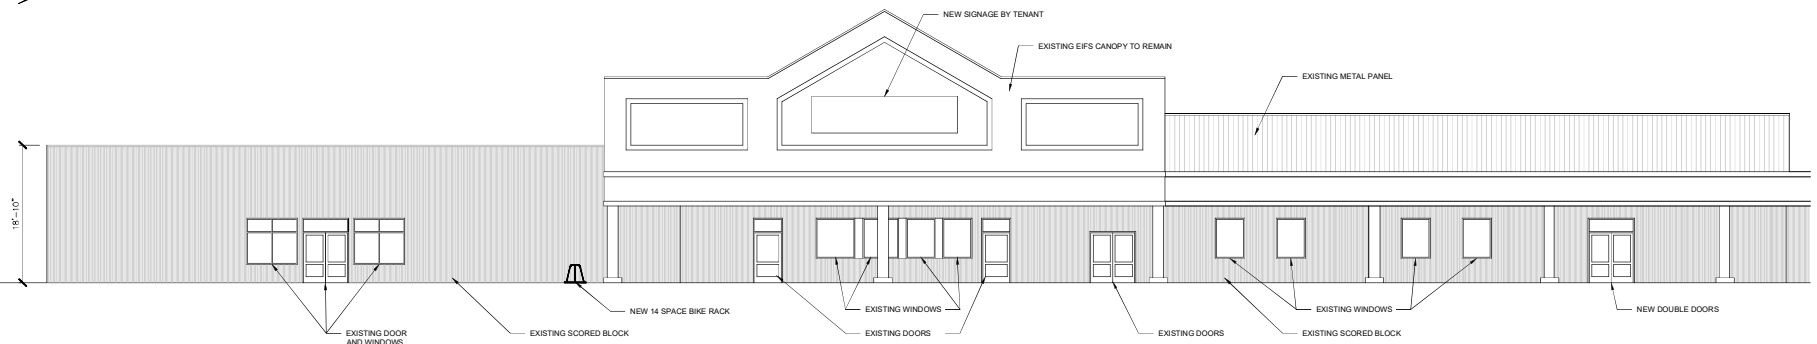 NEW SIGNAGE BY TENANT
EXISTING EIFS CANOPY TO REMAIN
EXISTING METAL PANEL
18'-10"
NEW 14 SPACE BIKE RACK
EXISTING WINDOWS
EXISTING WINDOWS
NEW DOUBLE DOORS
EXISTING DOOR
AND WINDOWS
EXISTING SCORED BLOCK
EXISTING DOORS
EXISTING DOORS
EXISTING SCORED BLOCK